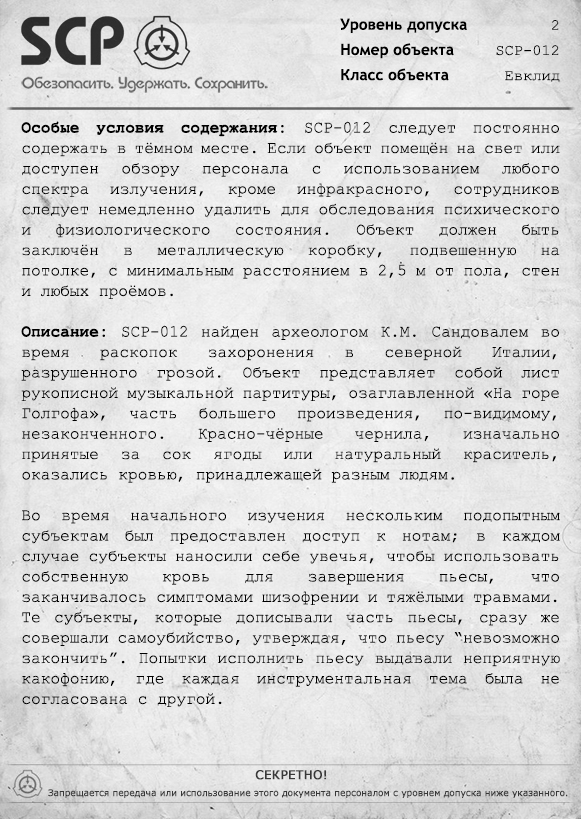 SCP
Обезопасить. Удержать. Сохранить.
Уровень допуска 2
Номер объекта SCP-012
Класс объекта Евклид
Особые условия содержания: SCP-012 следует постоянно
содержать в тёмном месте. Если объект помещён на свет или
доступен обзору персонала с использованием любого
спектра излучения, кроме инфракрасного, сотрудников
следует немедленно удалить для обследования психического
и физиологического состояния. Объект должен быть
заключён в металлическую коробку, подвешенную на
потолке, с минимальным расстоянием в 2,5 м от пола, стен
и любых проёмов.
Описание: SCP-012 найден археологом К.М. Сандовалем во
время раскопок захоронения в северной Италии,
разрушенного грозой. Объект представляет собой лист
рукописной музыкальной партитуры, озаглавленной «На горе
Голгофа», часть большего произведения, по-видимому,
незаконченного. Красно-чёрные чернила, изначально
принятые за сок ягоды или натуральный краситель,
оказались кровью, принадлежащей разным людям.
Во время начального изучения нескольким подопытным
субъектам был предоставлен доступ к нотам; в каждом
случае субъекты наносили себе увечья, чтобы использовать
собственную кровь для завершения пьесы, что
заканчивалось симптомами шизофрении и тяжёлыми травмами.
Те субъекты, которые дописывали часть пьесы, сразу же
совершали самоубийство, утверждая, что пьесу “невозможно
закончить”. Попытки исполнить пьесу выдавали неприятную
какофонию, где каждая инструментальная тема была не
согласована с другой.
СЕКРЕТНО!
Запрещается передача или использование этого документа персоналом с уровнем допуска ниже указанного.